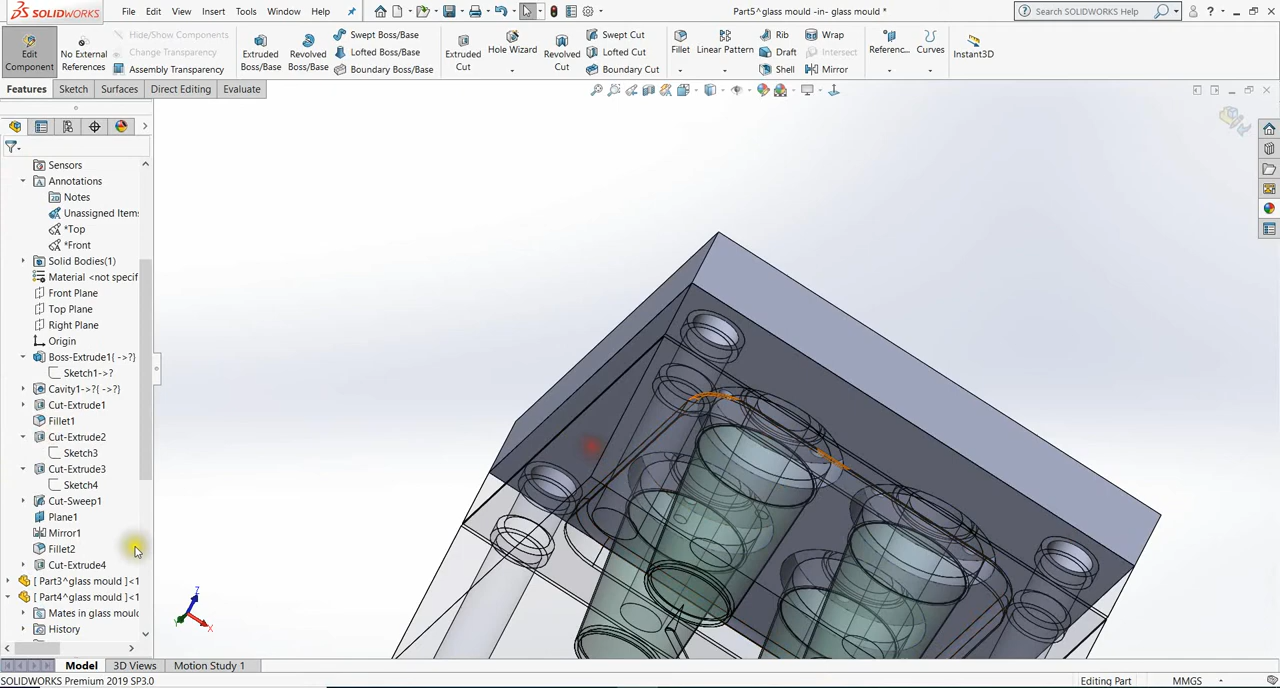 SOLIDWORKS
File Edit View Insert Tools Window Help
Part5^glass mould -in- glass mould *
Search SOLIDWORKS Help
Edit Component
No External References
Hide/Show Components
Change Transparency
Assembly Transparency
Extruded Boss/Base
Revolved Boss/Base
Swept Boss/Base
Lofted Boss/Base
Boundary Boss/Base
Extruded Cut
Hole Wizard
Revolved Cut
Swept Cut
Lofted Cut
Boundary Cut
Fillet
Linear Pattern
Rib
Draft
Shell
Wrap
Intersect
Mirror
Referenc...
Curves
Instant3D
Features Sketch Surfaces Direct Editing Evaluate
Sensors
Annotations
Notes
Unassigned Items
*Top
*Front
Solid Bodies(1)
Material <not specif
Front Plane
Top Plane
Right Plane
Origin
Boss-Extrude1{ ->?}
Sketch1->?
Cavity1->?{ ->?}
Cut-Extrude1
Fillet1
Cut-Extrude2
Sketch3
Cut-Extrude3
Sketch4
Cut-Sweep1
Plane1
Mirror1
Fillet2
Cut-Extrude4
[ Part3^glass mould ]<1
[ Part4^glass mould ]<1
Mates in glass mould
History
Z
Y
X
Model 3D Views Motion Study 1
SOLIDWORKS Premium 2019 SP3.0
Editing Part
MMGS